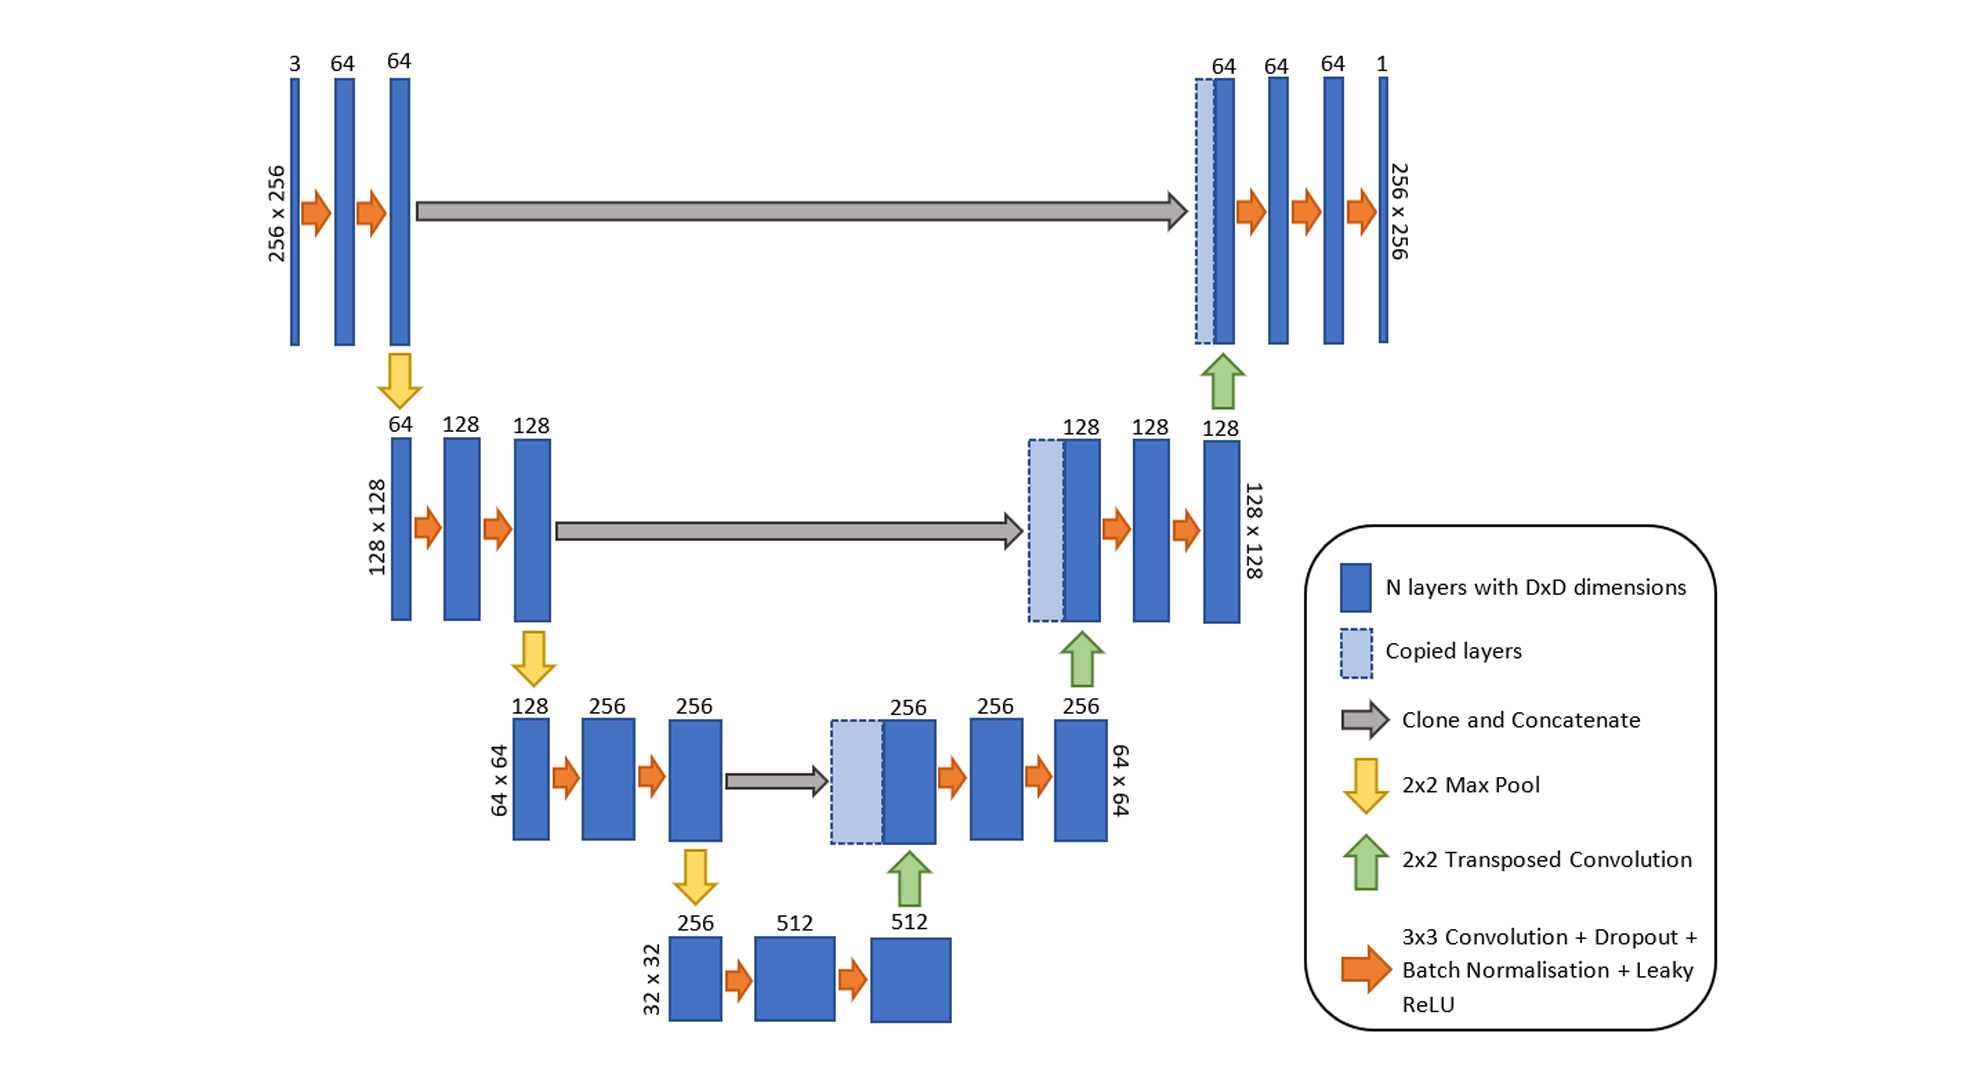 3 64 64
256 x 256
64 64 64 1
256 x 256
64 128 128
128 x 128
128 128 128
128 x 128
128 256 256
64 x 64
256 256 256
64 x 64
256 512 512
32 x 32
N layers with DxD dimensions
Copied layers
Clone and Concatenate
2x2 Max Pool
2x2 Transposed Convolution
3x3 Convolution + Dropout +
Batch Normalisation + Leaky
ReLU